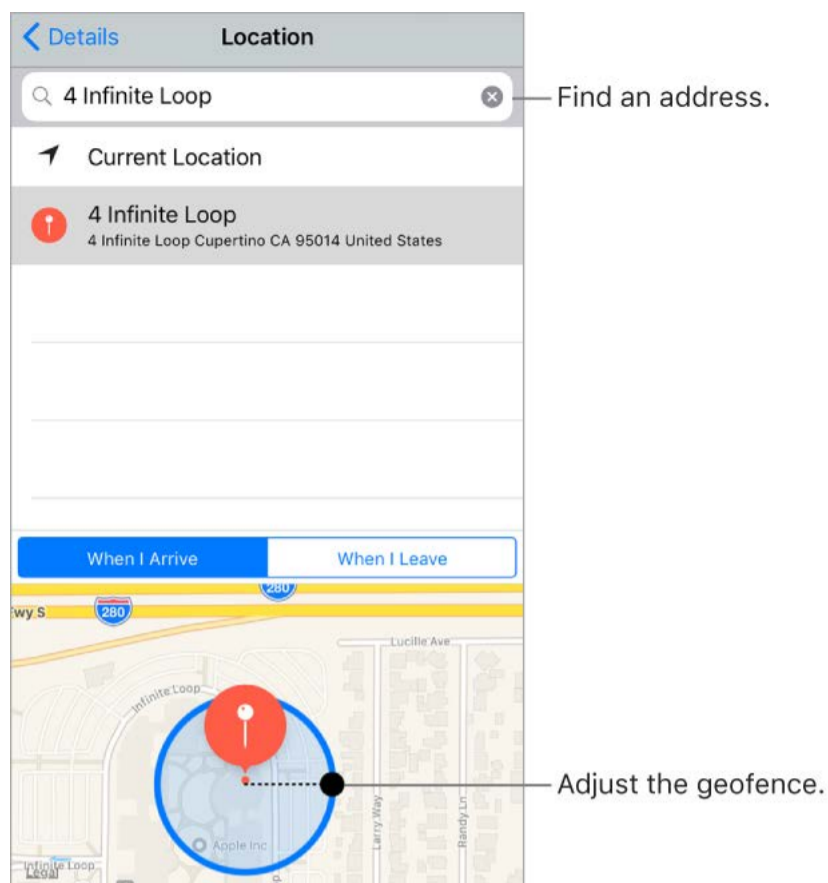 Details
Location
4 Infinite Loop
Find an address.
Current Location
4 Infinite Loop
4 Infinite Loop Cupertino CA 95014 United States
When I Arrive
When I Leave
280
wy S
280
Lucille Ave
Infinite Loop
Adjust the geofence.
Larry Way
Randy Ln
Apple Inc
Infinite Loop
Legal